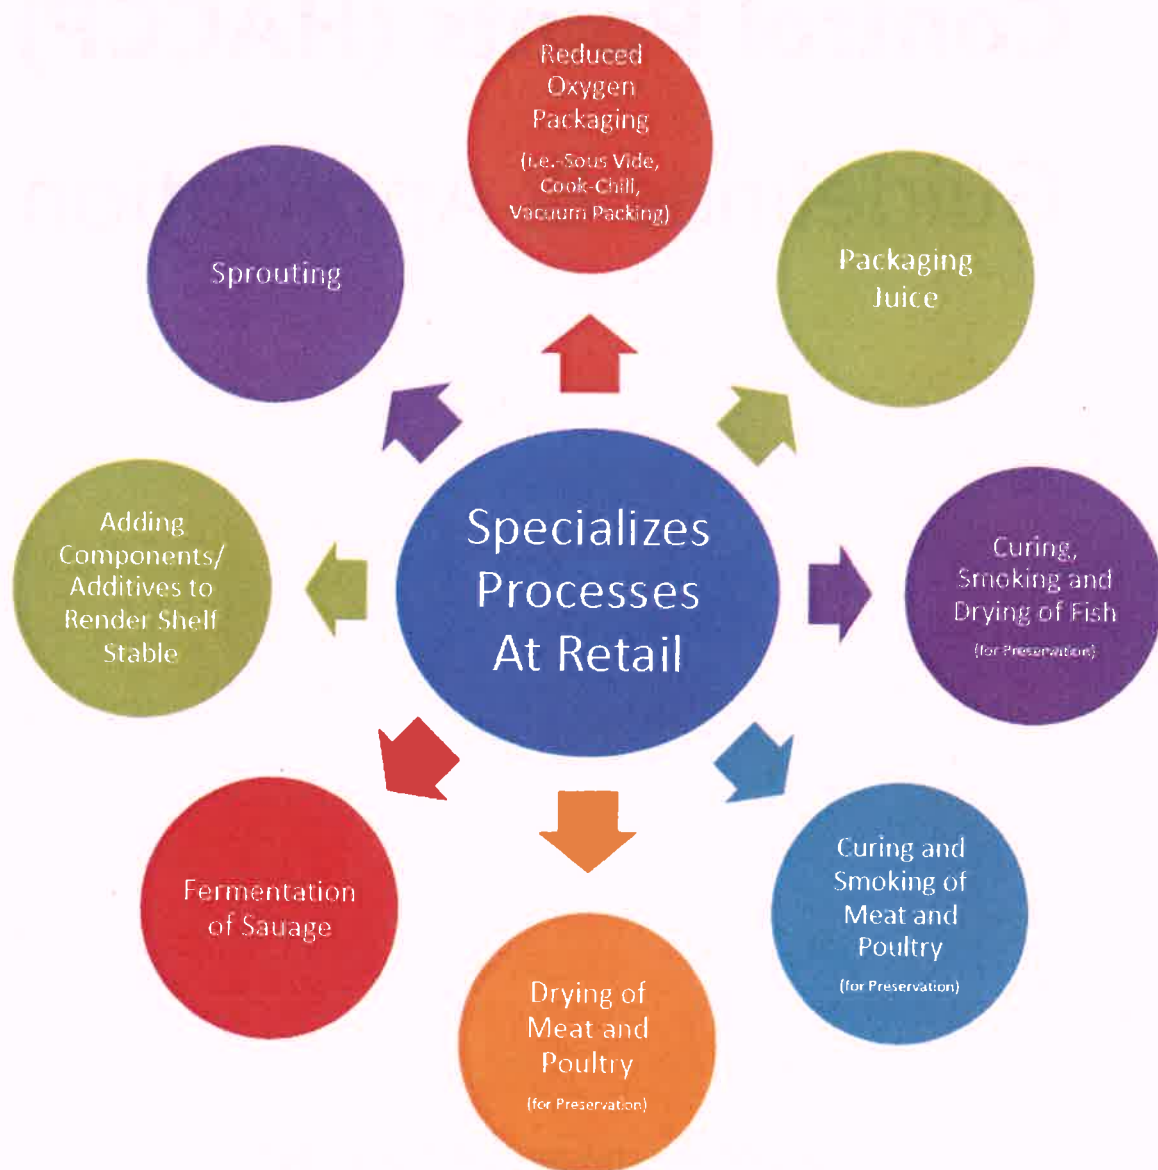 Reduced
Oxygen
Packaging
(i.e.-Sous Vide,
Cook-Chill,
Vacuum Packing)
Packaging
Juice
Curing,
Smoking and
Drying of Fish
(for Preservation)
Curing and
Smoking of
Meat and
Poultry
(for Preservation)
Drying of
Meat and
Poultry
(for Preservation)
Fermentation
of Sauage
Adding
Components/
Additives to
Render Shelf
Stable
Sprouting
Specializes
Processes
At Retail